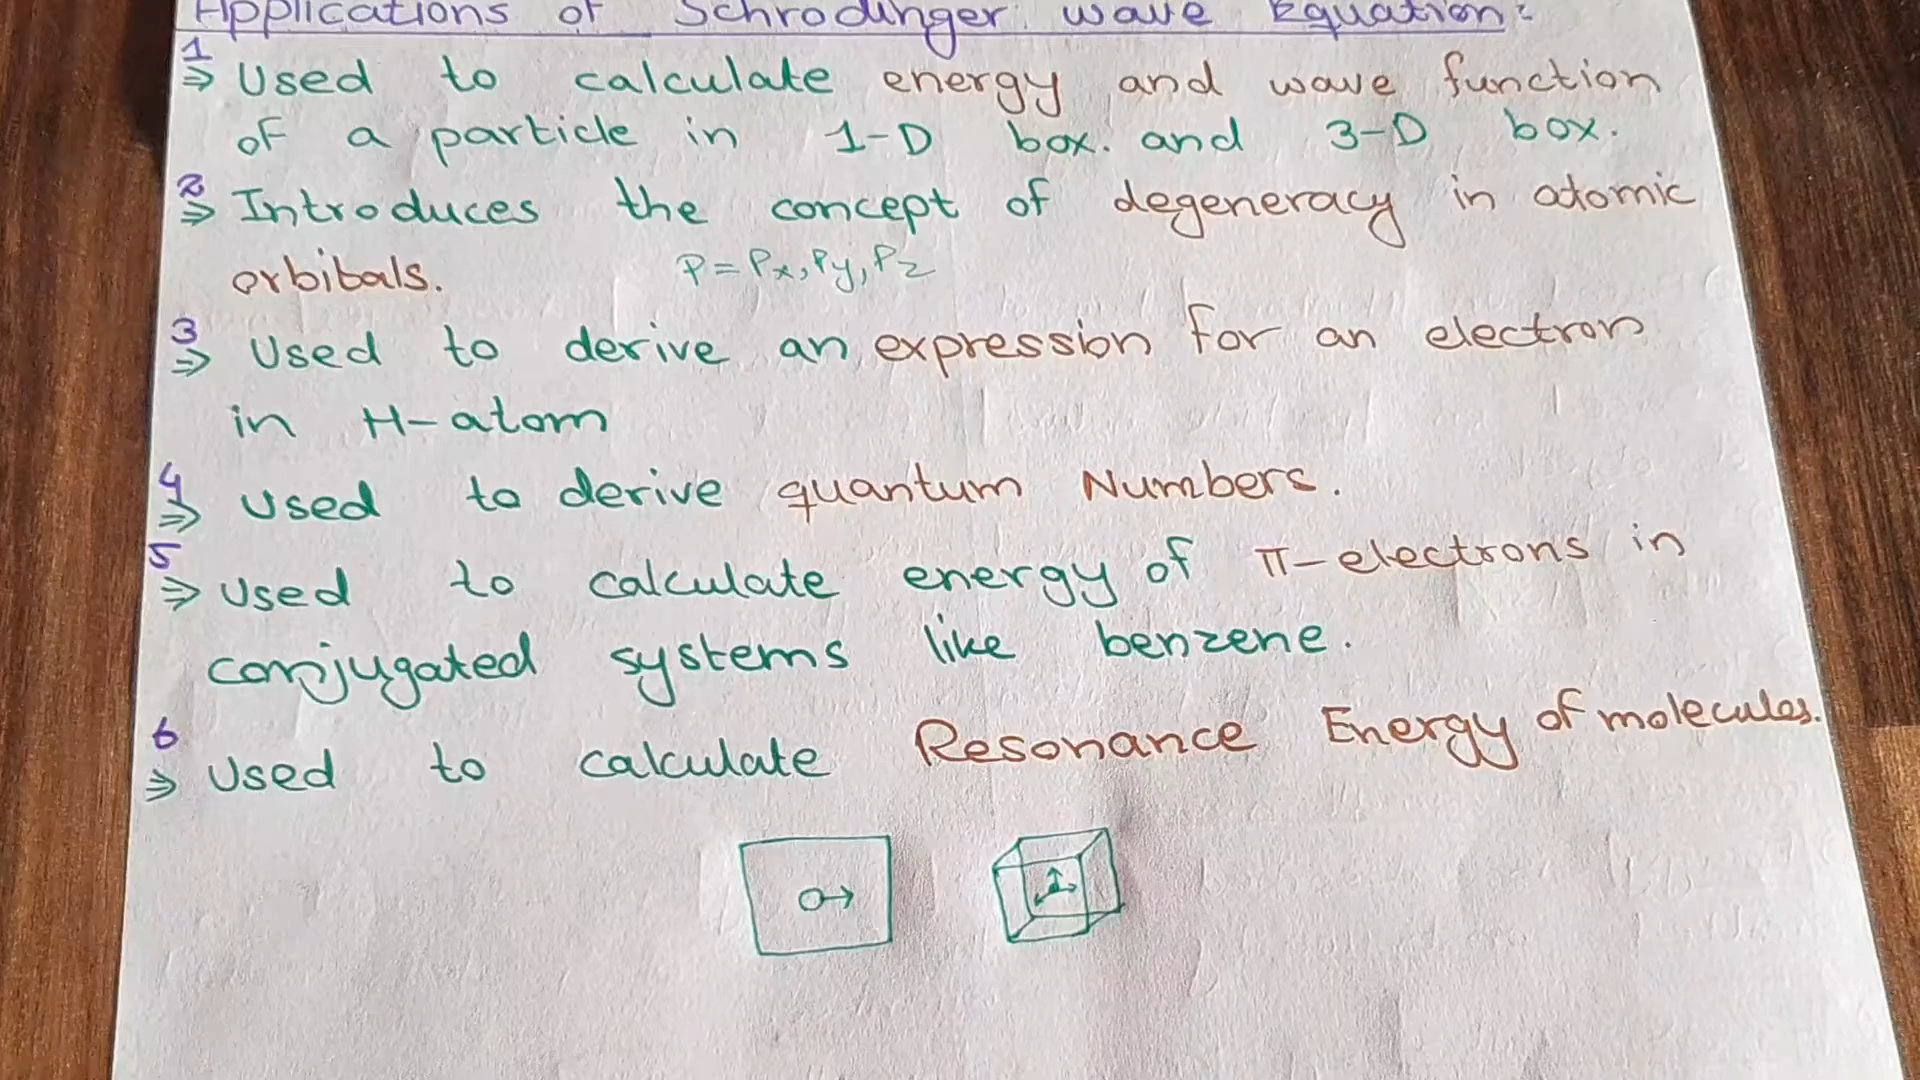 Applications of Schrodinger wave Equation:
1
⇒ Used to calculate energy and wave function
of a particle in 1-D box. and 3-D box.
2
⇒ Introduces the concept of degeneracy in atomic
orbitals. P=Px, Py, Pz
3
⇒ Used to derive an expression for an electron
in H-atom
4
⇒ Used to derive quantum Numbers.
5
⇒ Used to calculate energy of π-electrons in
conjugated systems like benzene.
6
⇒ Used to calculate Resonance Energy of molecules.